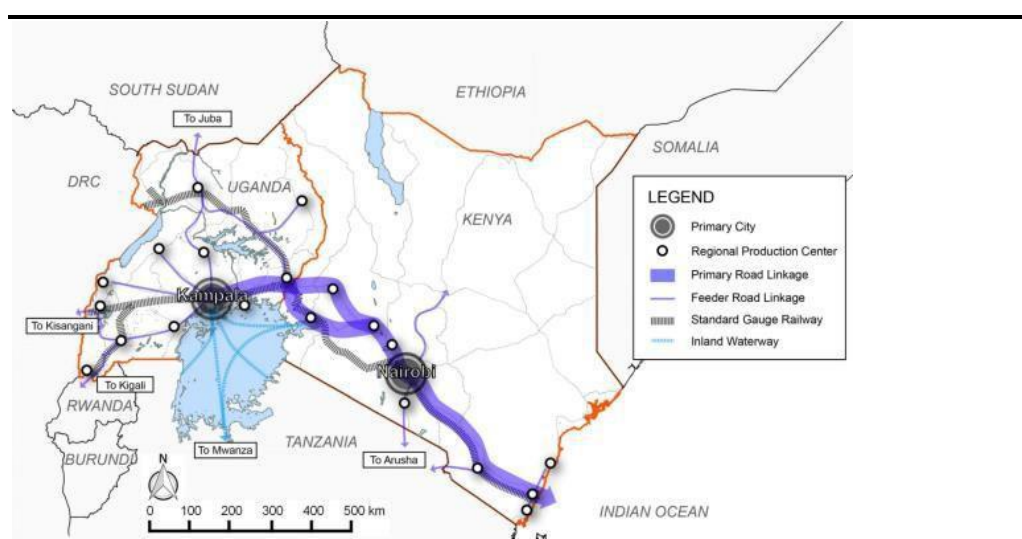 SOUTH SUDAN
ETHIOPIA
To Juba
SOMALIA
DRC
UGANDA
LEGEND
Primary City
KENYA
Regional Production Center
Primary Road Linkage
Kampala
Feeder Road Linkage
To Kisangani
Standard Gauge Railway
Inland Waterway
Nairobi
To Kigali
RWANDA
TANZANIA
To Mwanza
BURUNDI
To Arusha
N
INDIAN OCEAN
0 100 200 300 400 500 km